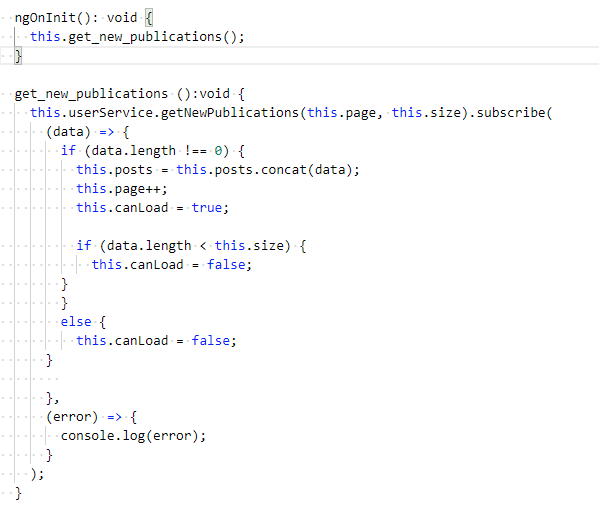 ngOnInit(): void {
  this.get_new_publications();
}

get_new_publications ():void {
  this.userService.getNewPublications(this.page, this.size).subscribe(
    (data) => {
      if (data.length !== 0) {
        this.posts = this.posts.concat(data);
        this.page++;
        this.canLoad = true;

        if (data.length < this.size) {
          this.canLoad = false;
      }
      }
      else {
        this.canLoad = false;
    }

    },
    (error) => {
      console.log(error);
    }
  );
}